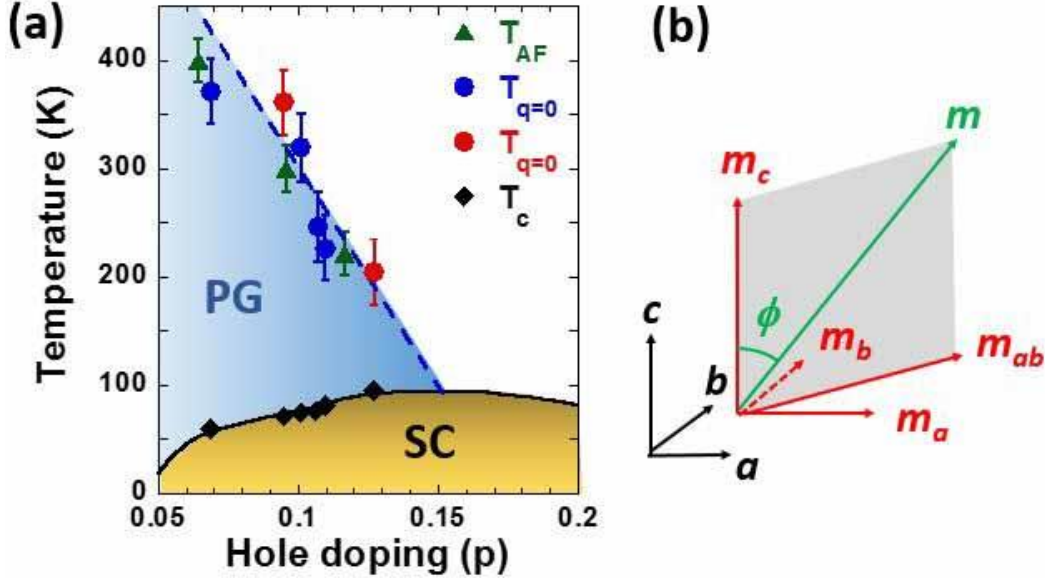 (a)
(b)
400
300
200
100
0
0.05
0.1
0.15
0.2
Temperature (K)
Hole doping (p)
T_AF
T_q=0
T_q=0
T_c
PG
SC
m
m_c
ϕ
m_b
m_ab
m_a
c
b
a